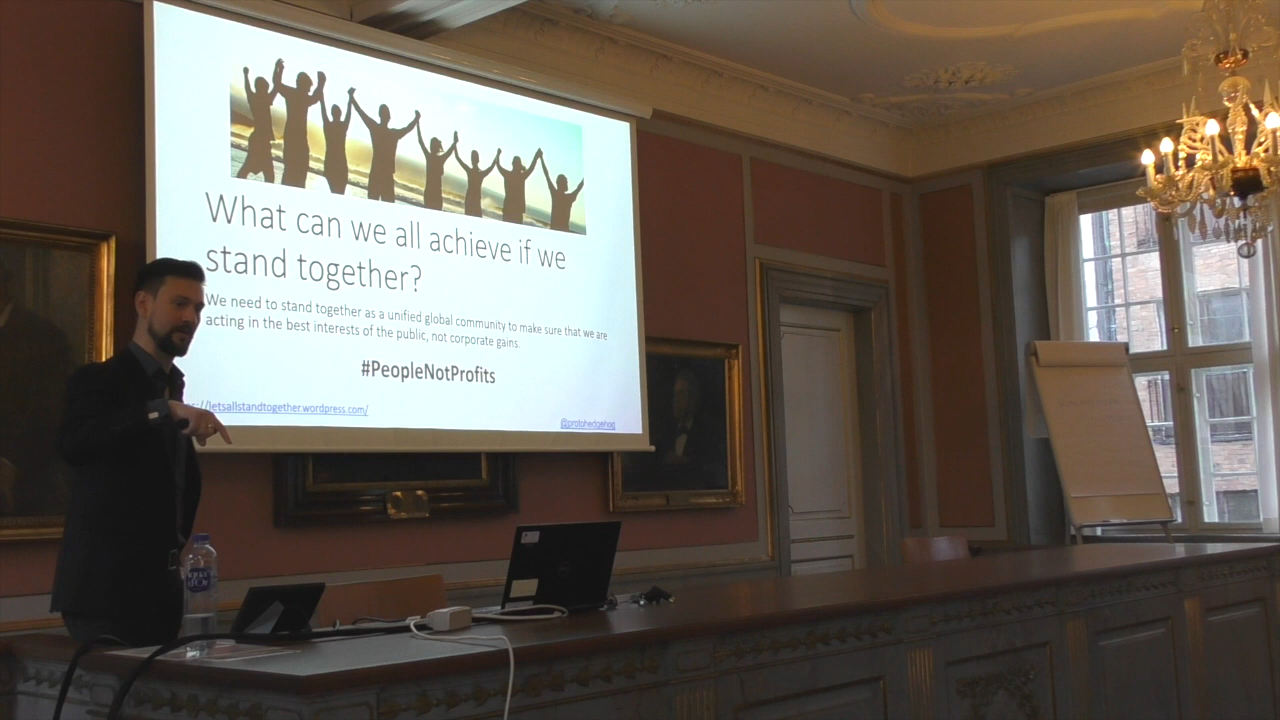 What can we all achieve if we
stand together?
We need to stand together as a unified global community to make sure that we are
acting in the best interests of the public, not corporate gains.
#PeopleNotProfits
://letsallstandtogether.wordpress.com/
@protohedgehog
d'Or